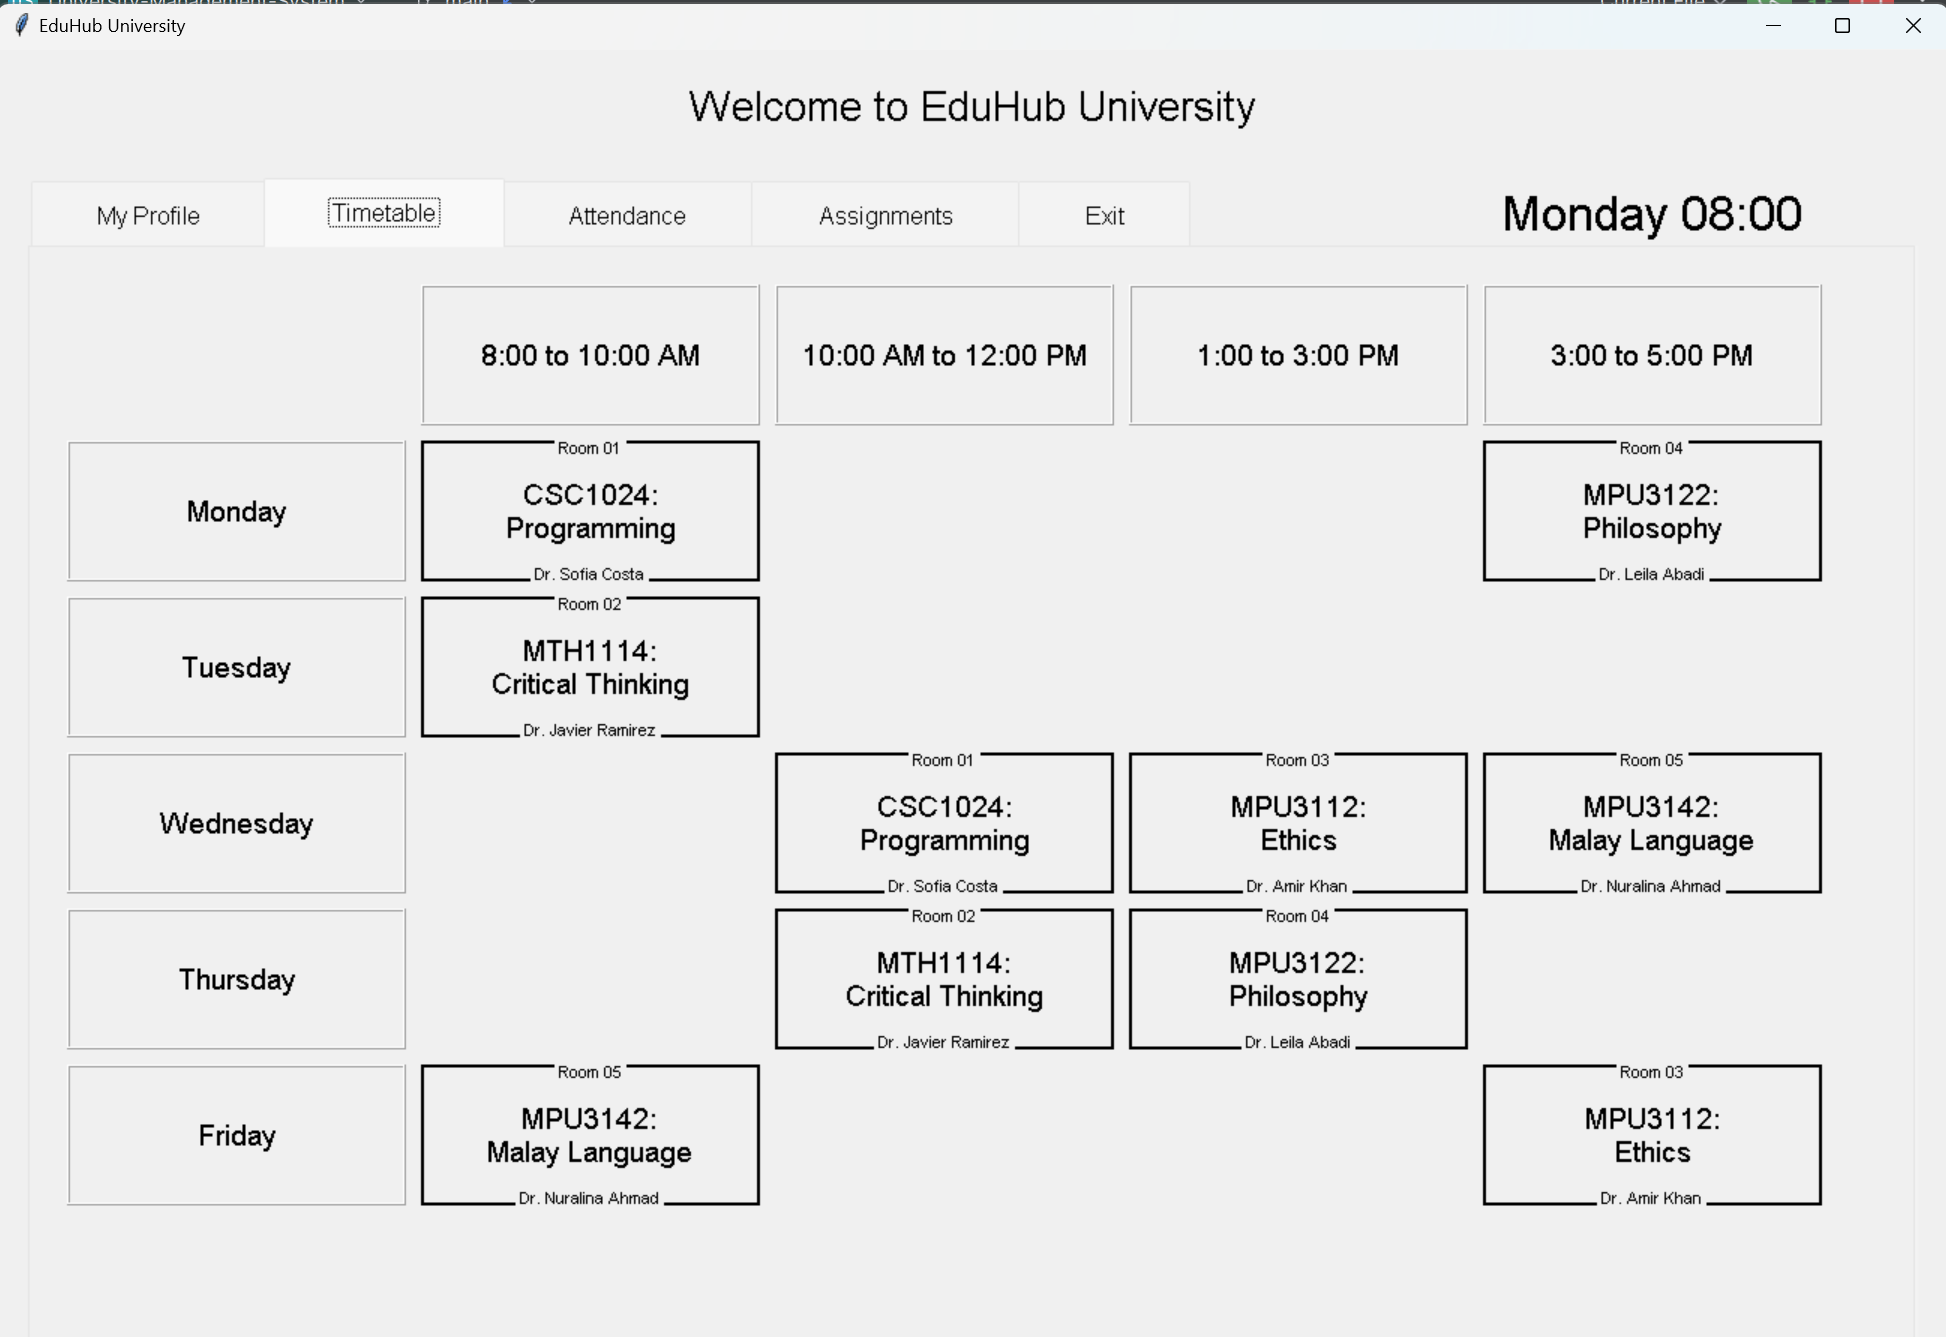 EduHub University
Welcome to EduHub University
My Profile
Timetable
Attendance
Assignments
Exit
Monday 08:00
8:00 to 10:00 AM
10:00 AM to 12:00 PM
1:00 to 3:00 PM
3:00 to 5:00 PM
Monday
Room 01
CSC1024:
Programming
Dr. Sofia Costa
Room 04
MPU3122:
Philosophy
Dr. Leila Abadi
Tuesday
Room 02
MTH1114:
Critical Thinking
Dr. Javier Ramirez
Wednesday
Room 01
CSC1024:
Programming
Dr. Sofia Costa
Room 03
MPU3112:
Ethics
Dr. Amir Khan
Room 05
MPU3142:
Malay Language
Dr. Nuralina Ahmad
Thursday
Room 02
MTH1114:
Critical Thinking
Dr. Javier Ramirez
Room 04
MPU3122:
Philosophy
Dr. Leila Abadi
Friday
Room 05
MPU3142:
Malay Language
Dr. Nuralina Ahmad
Room 03
MPU3112:
Ethics
Dr. Amir Khan